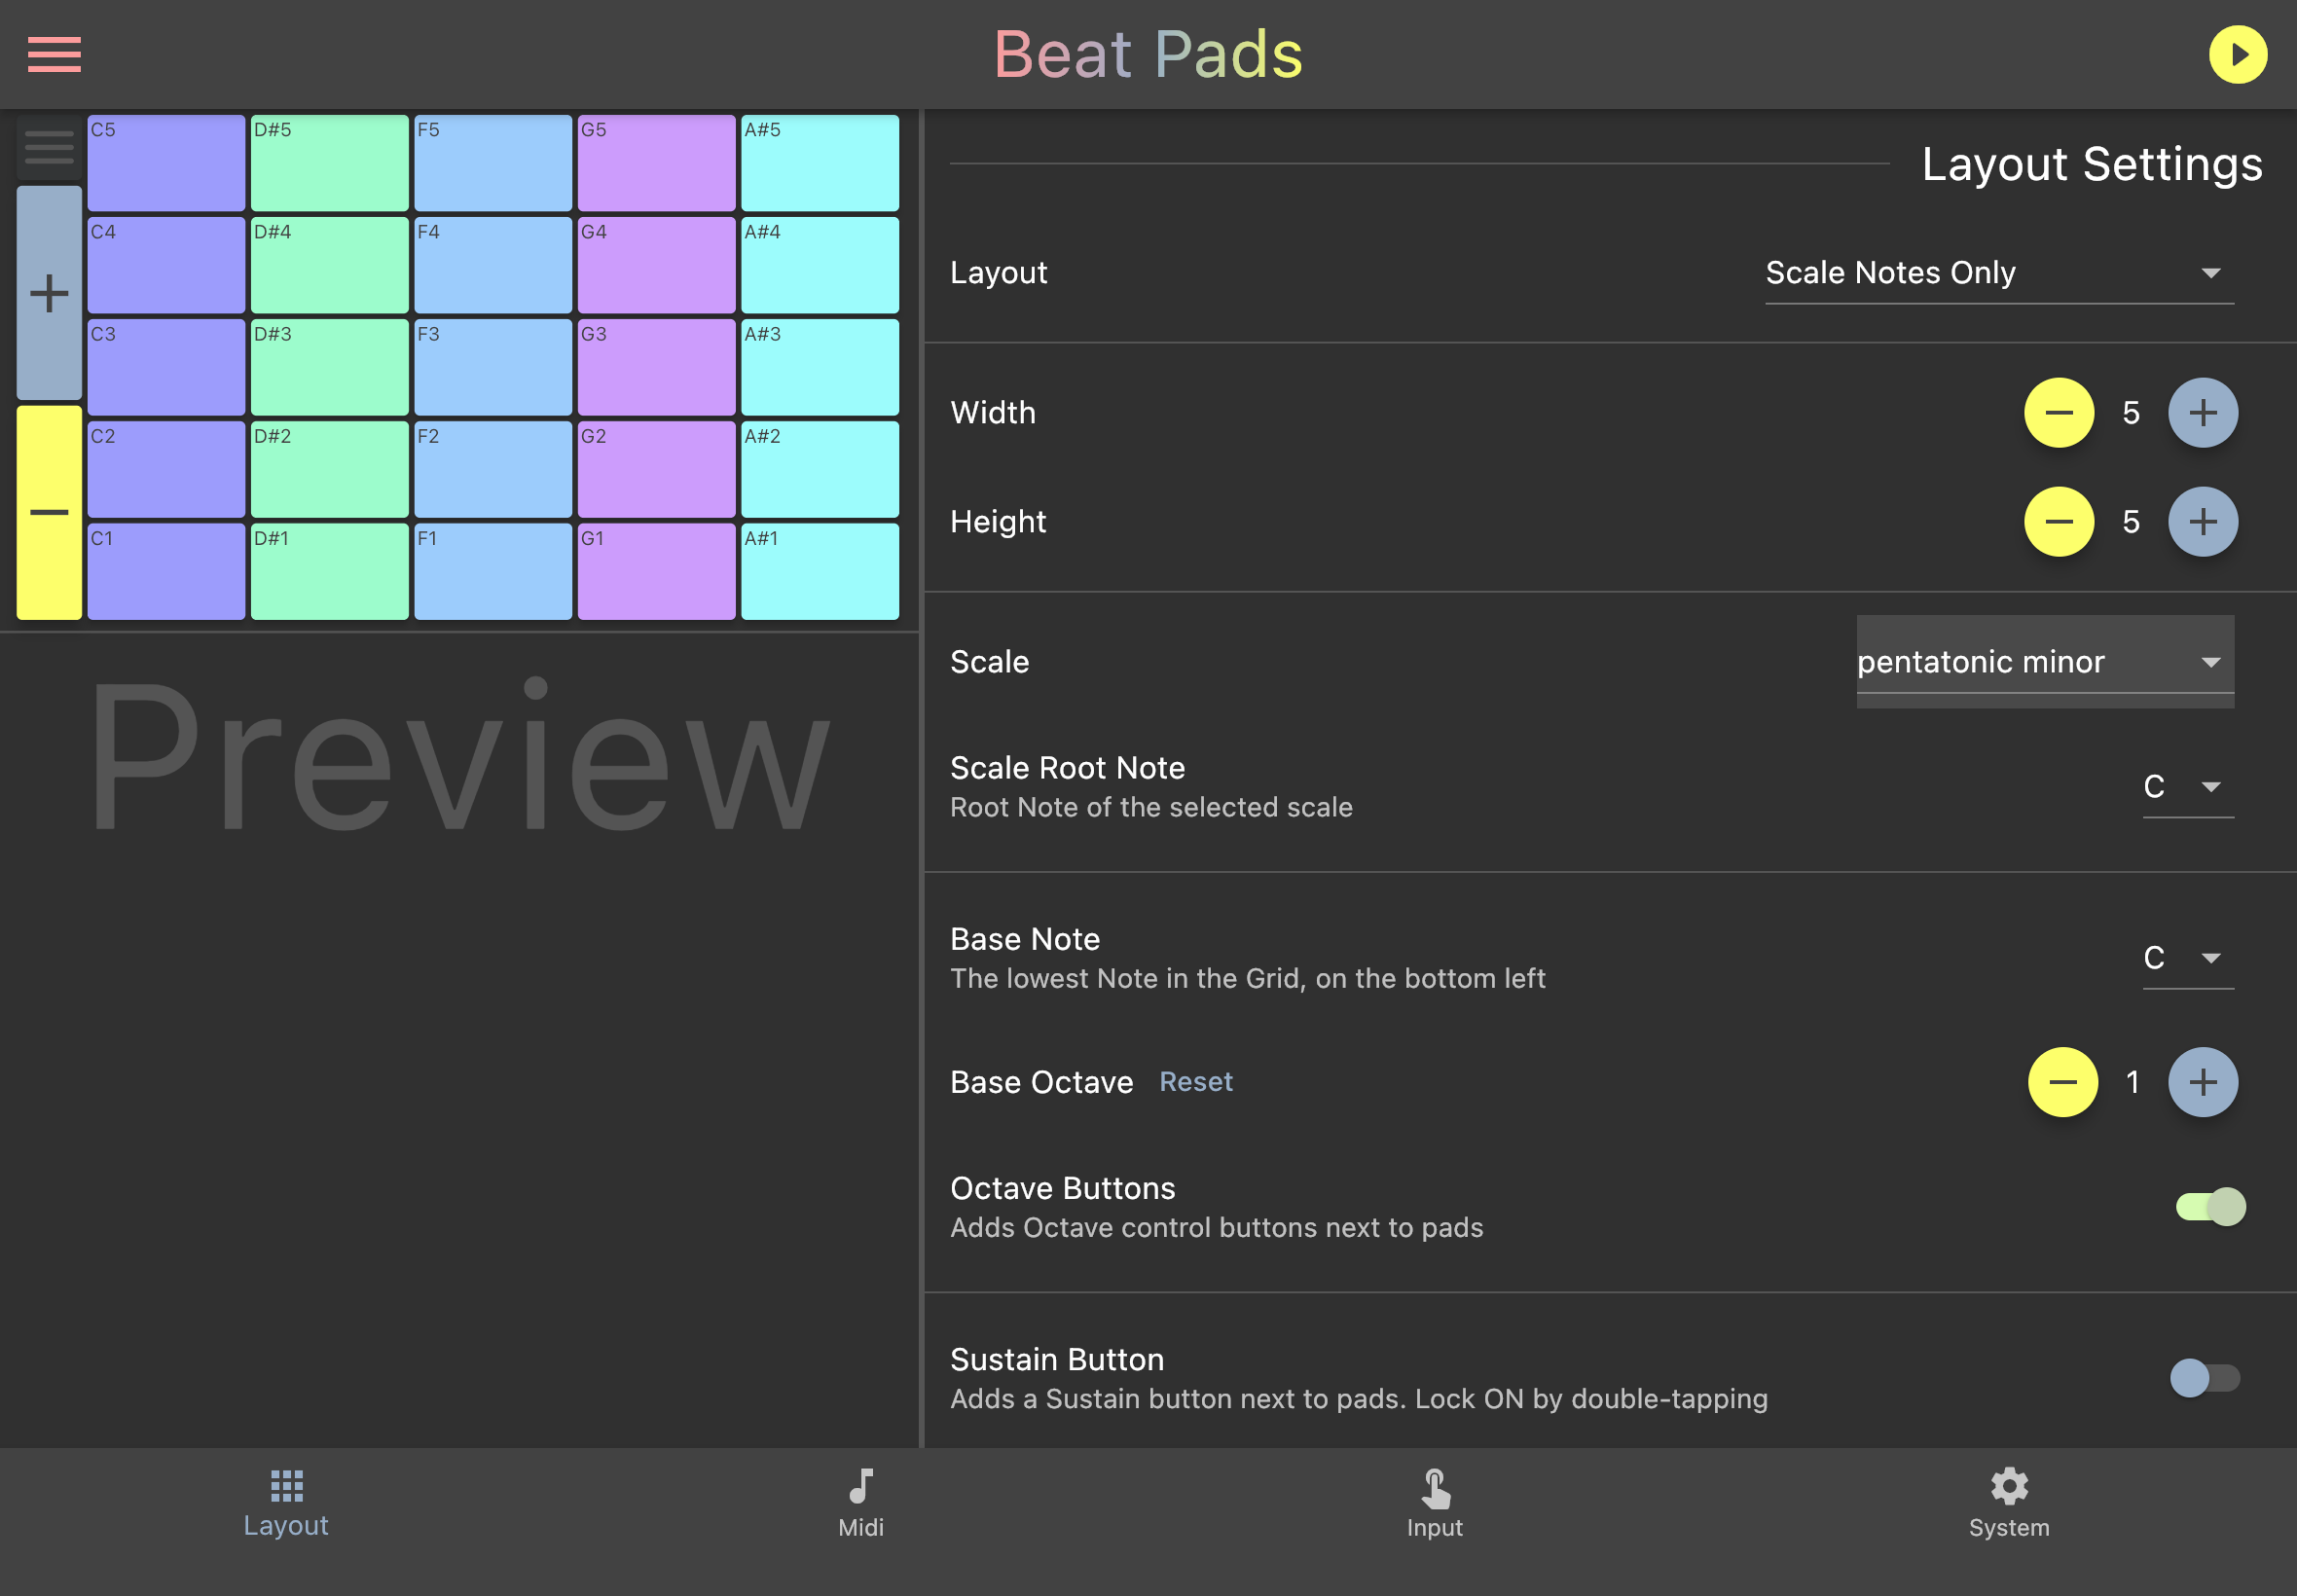 Beat Pads
C5 D#5 F5 G5 A#5
C4 D#4 F4 G4 A#4
C3 D#3 F3 G3 A#3
C2 D#2 F2 G2 A#2
C1 D#1 F1 G1 A#1
Preview
Layout Settings
Layout Scale Notes Only
Width 5
Height 5
Scale pentatonic minor
Scale Root Note
Root Note of the selected scale
C
Base Note
The lowest Note in the Grid, on the bottom left
C
Base Octave Reset 1
Octave Buttons
Adds Octave control buttons next to pads
Sustain Button
Adds a Sustain button next to pads. Lock ON by double-tapping
Layout Midi Input System